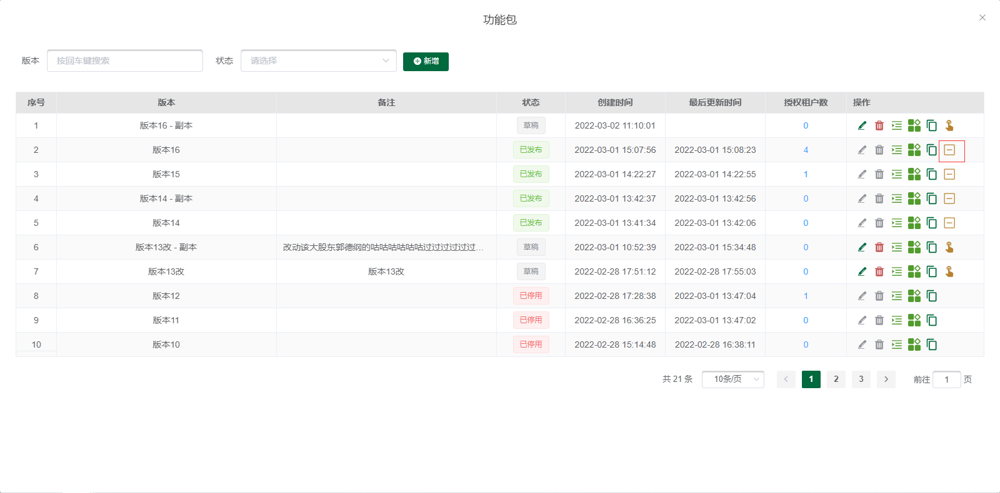 功能包
版本 按回车键搜索 状态 请选择 新增
序号 版本 备注 状态 创建时间 最后更新时间 授权租户数 操作
1 版本16 - 副本 草稿 2022-03-02 11:10:01 0
2 版本16 已发布 2022-03-01 15:07:56 2022-03-01 15:08:23 4
3 版本15 已发布 2022-03-01 14:22:27 2022-03-01 14:22:55 1
4 版本14 - 副本 已发布 2022-03-01 13:42:37 2022-03-01 13:42:56 0
5 版本14 已发布 2022-03-01 13:41:34 2022-03-01 13:42:06 0
6 版本13改 - 副本 改动该大股东郭德纲的咕咕咕咕咕咕过过过过过过... 草稿 2022-03-01 10:52:39 2022-03-01 15:34:48 0
7 版本13改 版本13改 草稿 2022-02-28 17:51:12 2022-02-28 17:55:03 0
8 版本12 已停用 2022-02-28 17:28:38 2022-03-01 13:47:04 1
9 版本11 已停用 2022-02-28 16:36:25 2022-03-01 13:47:02 0
10 版本10 已停用 2022-02-28 15:14:48 2022-02-28 16:38:11 0
共 21 条 10条/页 1 2 3 前往 1 页